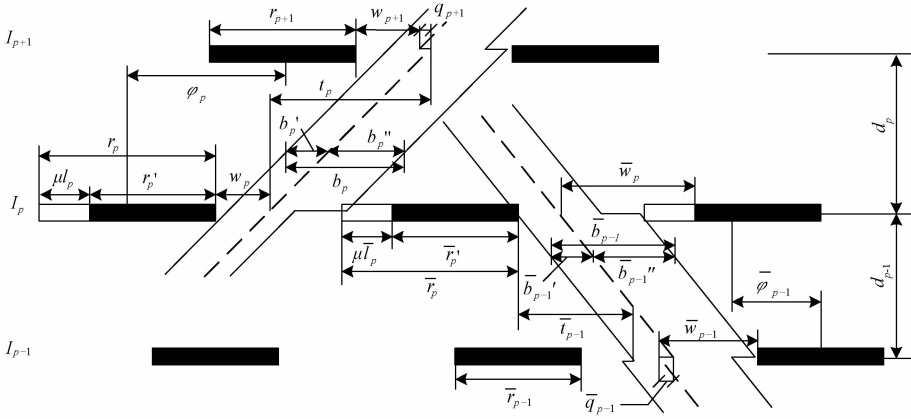 r_{p+1} w_{p+1} q_{p+1}
I_{p+1}
φ_p t_p
d_p
b_p' b_p''
r_p
b_p
μl_p r_p' w_p
w̄_p
I_p
b̄_{p-1}
μl̄_p r̄_p'
b̄_{p-1}' b̄_{p-1}''
r̄_p
d_{p-1}
φ̄_{p-1}
t̄_{p-1} w̄_{p-1}
I_{p-1}
r̄_{p-1} q̄_{p-1}